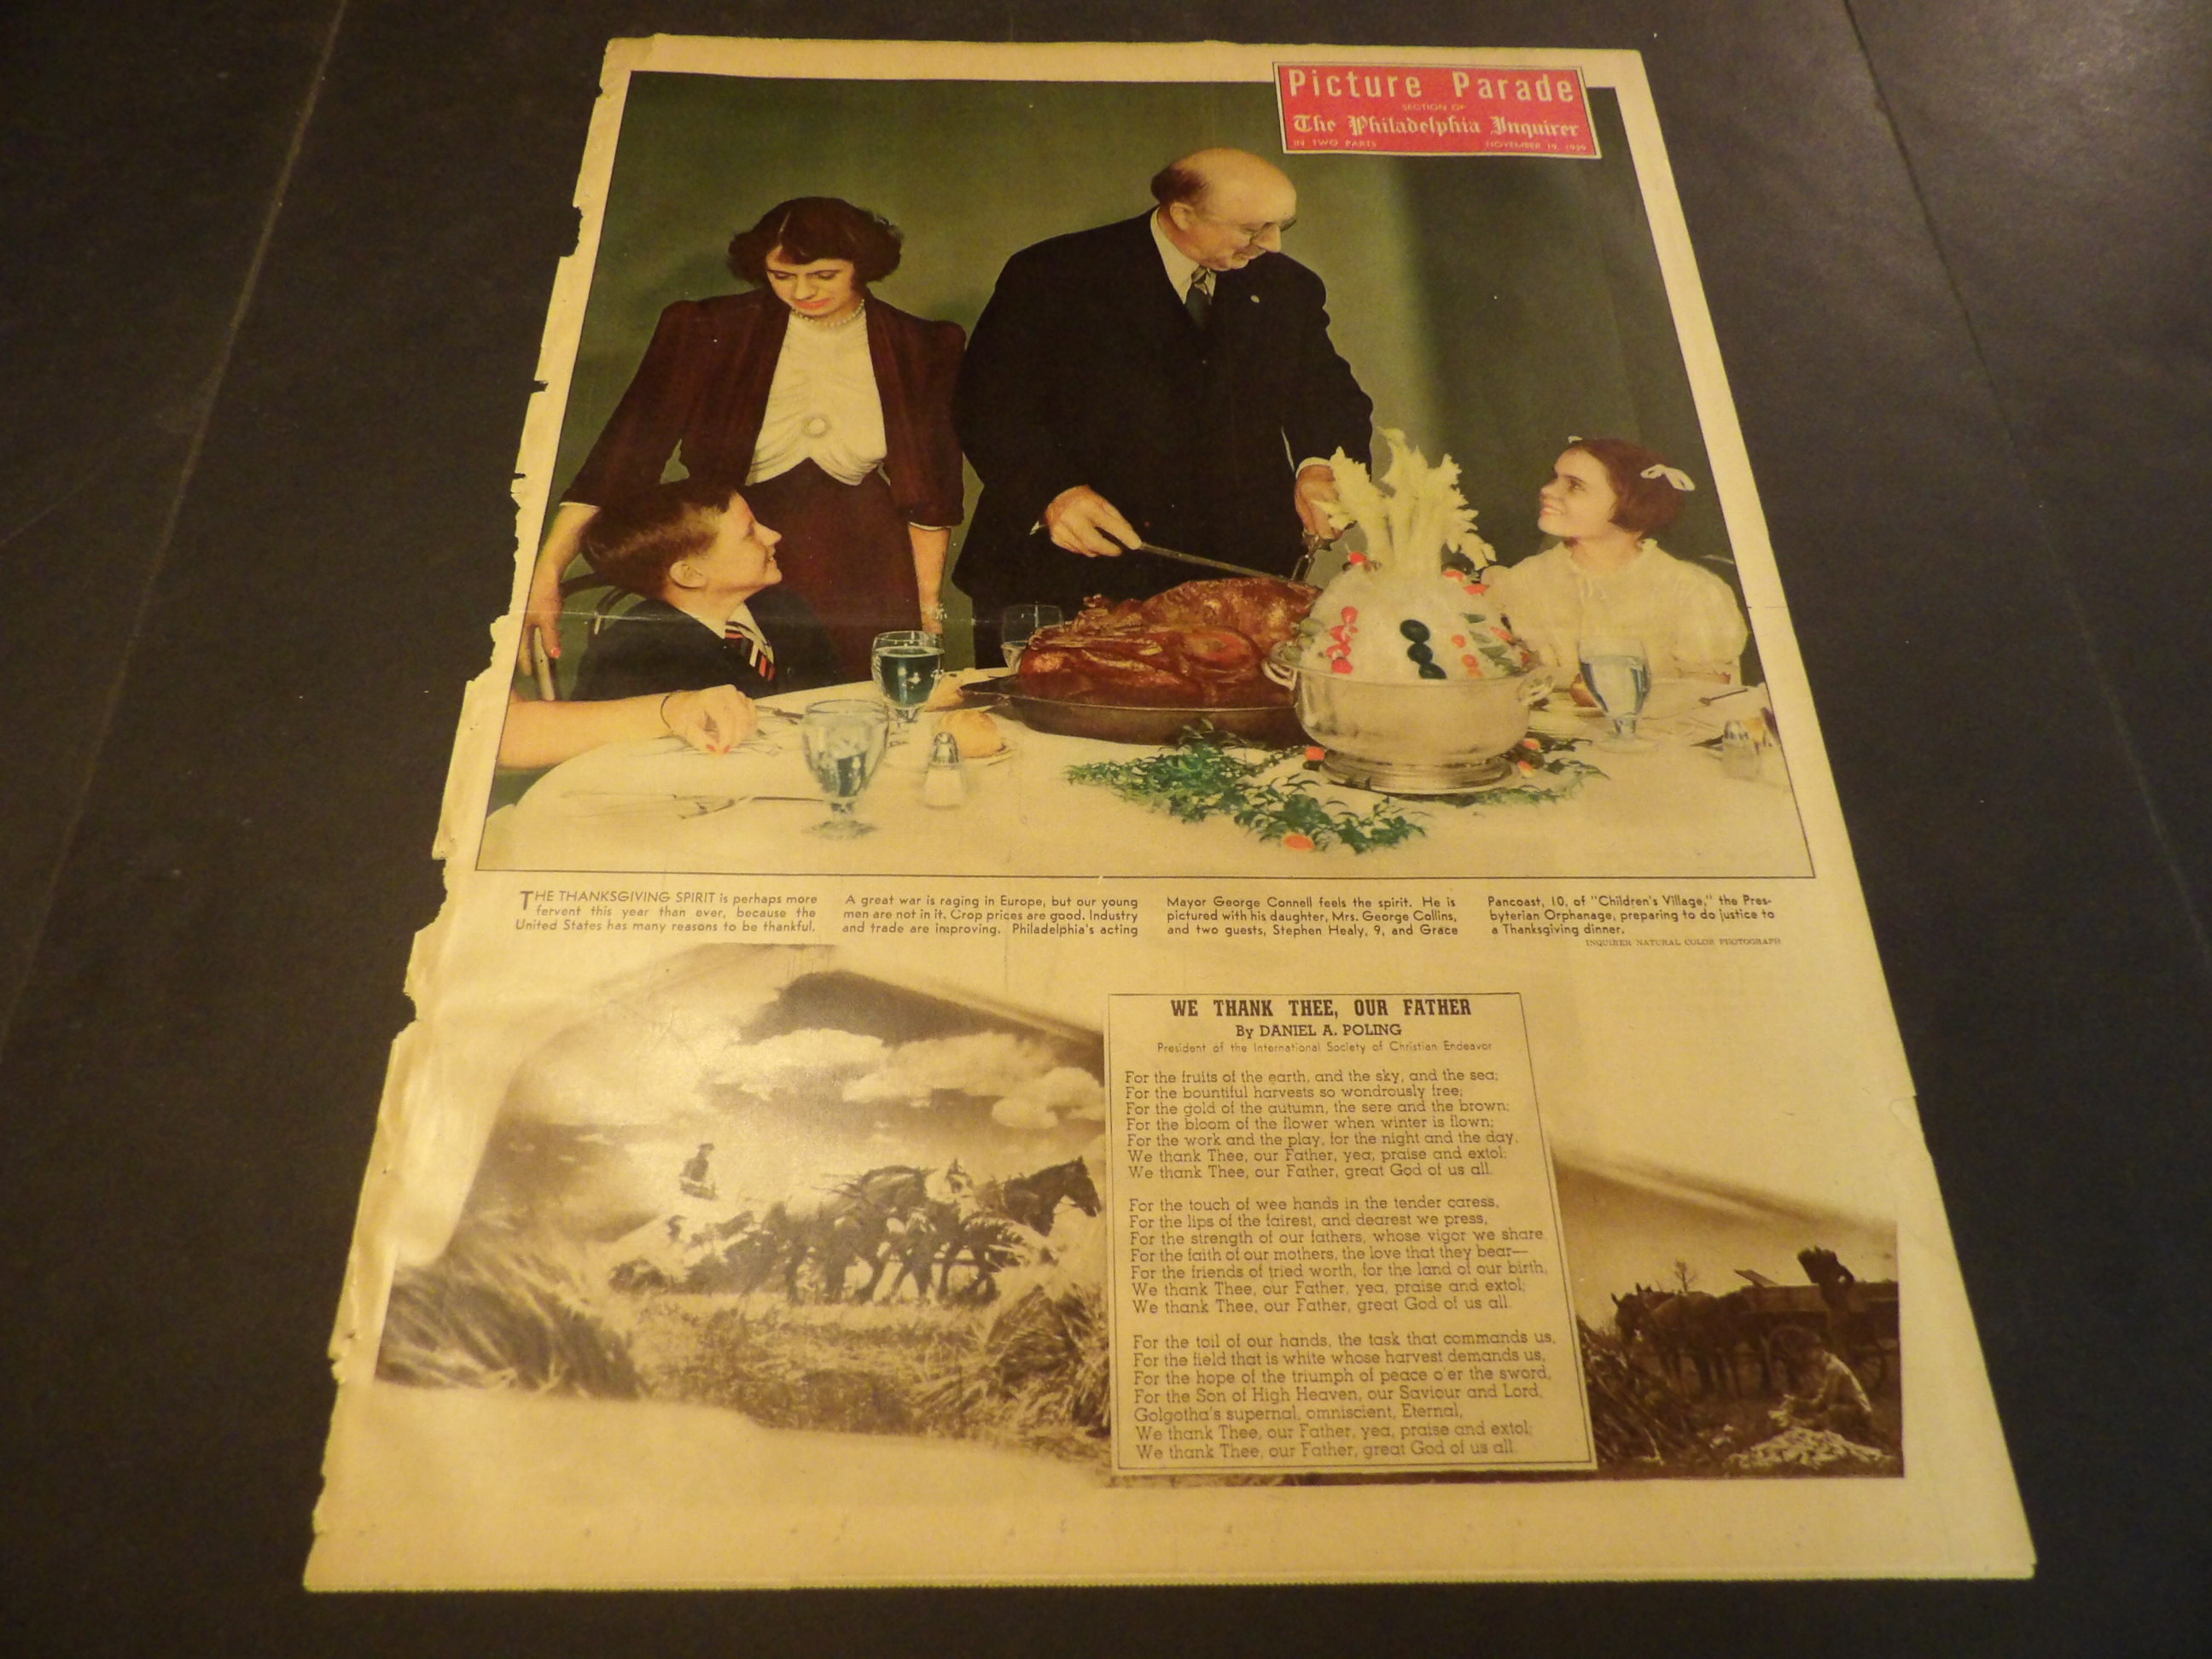 Picture Parade
SECTION OF
The Philadelphia Inquirer
IN TWO PARTS NOVEMBER 19, 1939
THE THANKSGIVING SPIRIT is perhaps more
fervent this year than ever, because the
United States has many reasons to be thankful.
A great war is raging in Europe, but our young
men are not in it. Crop prices are good. Industry
and trade are improving. Philadelphia's acting
Mayor George Connell feels the spirit. He is
pictured with his daughter, Mrs. George Collins,
and two guests, Stephen Healy, 9, and Grace
Pancoast, 10, of "Children's Village," the Pres-
byterian Orphanage, preparing to do justice to
a Thanksgiving dinner.
INQUIRER NATURAL COLOR PHOTOGRAPH
WE THANK THEE, OUR FATHER
By DANIEL A. POLING
President of the International Society of Christian Endeavor
For the fruits of the earth, and the sky, and the sea;
For the bountiful harvests so wondrously free;
For the gold of the autumn, the sere and the brown;
For the bloom of the flower when winter is flown;
For the work and the play, for the night and the day,
We thank Thee, our Father, yea, praise and extol;
We thank Thee, our Father, great God of us all.
For the touch of wee hands in the tender caress,
For the lips of the fairest, and dearest we press,
For the strength of our fathers, whose vigor we share
For the faith of our mothers, the love that they bear—
For the friends of tried worth, for the land of our birth,
We thank Thee, our Father, yea, praise and extol;
We thank Thee, our Father, great God of us all.
For the toil of our hands, the task that commands us,
For the field that is white whose harvest demands us,
For the hope of the triumph of peace o'er the sword,
For the Son of High Heaven, our Saviour and Lord,
Golgotha's supernal, omniscient, Eternal,
We thank Thee, our Father, yea, praise and extol;
We thank Thee, our Father, great God of us all.